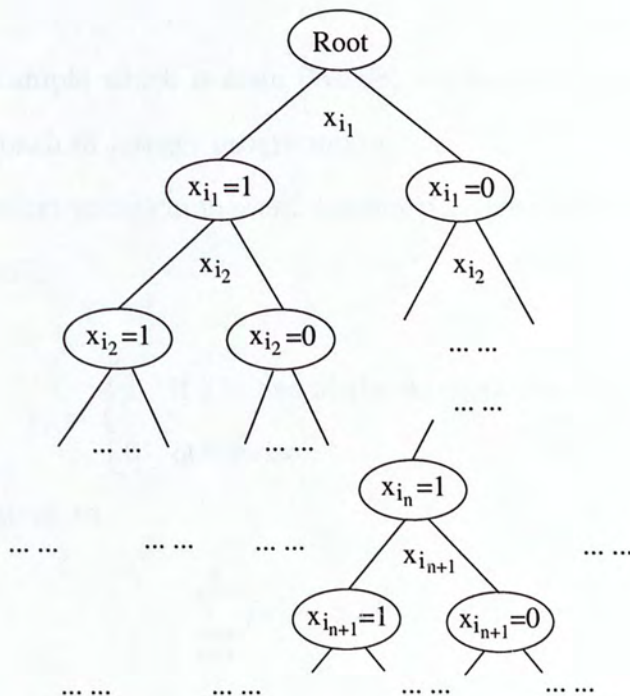 Root
x_{i_1}
x_{i_1}=1 x_{i_1}=0
x_{i_2} x_{i_2}
x_{i_2}=1 x_{i_2}=0
... ...
... ... ... ... ... ...
x_{i_n}=1
... ... ... ... ... ... ... ...
x_{i_{n+1}}
x_{i_{n+1}}=1 x_{i_{n+1}}=0
... ... ... ... ... ... ... ...